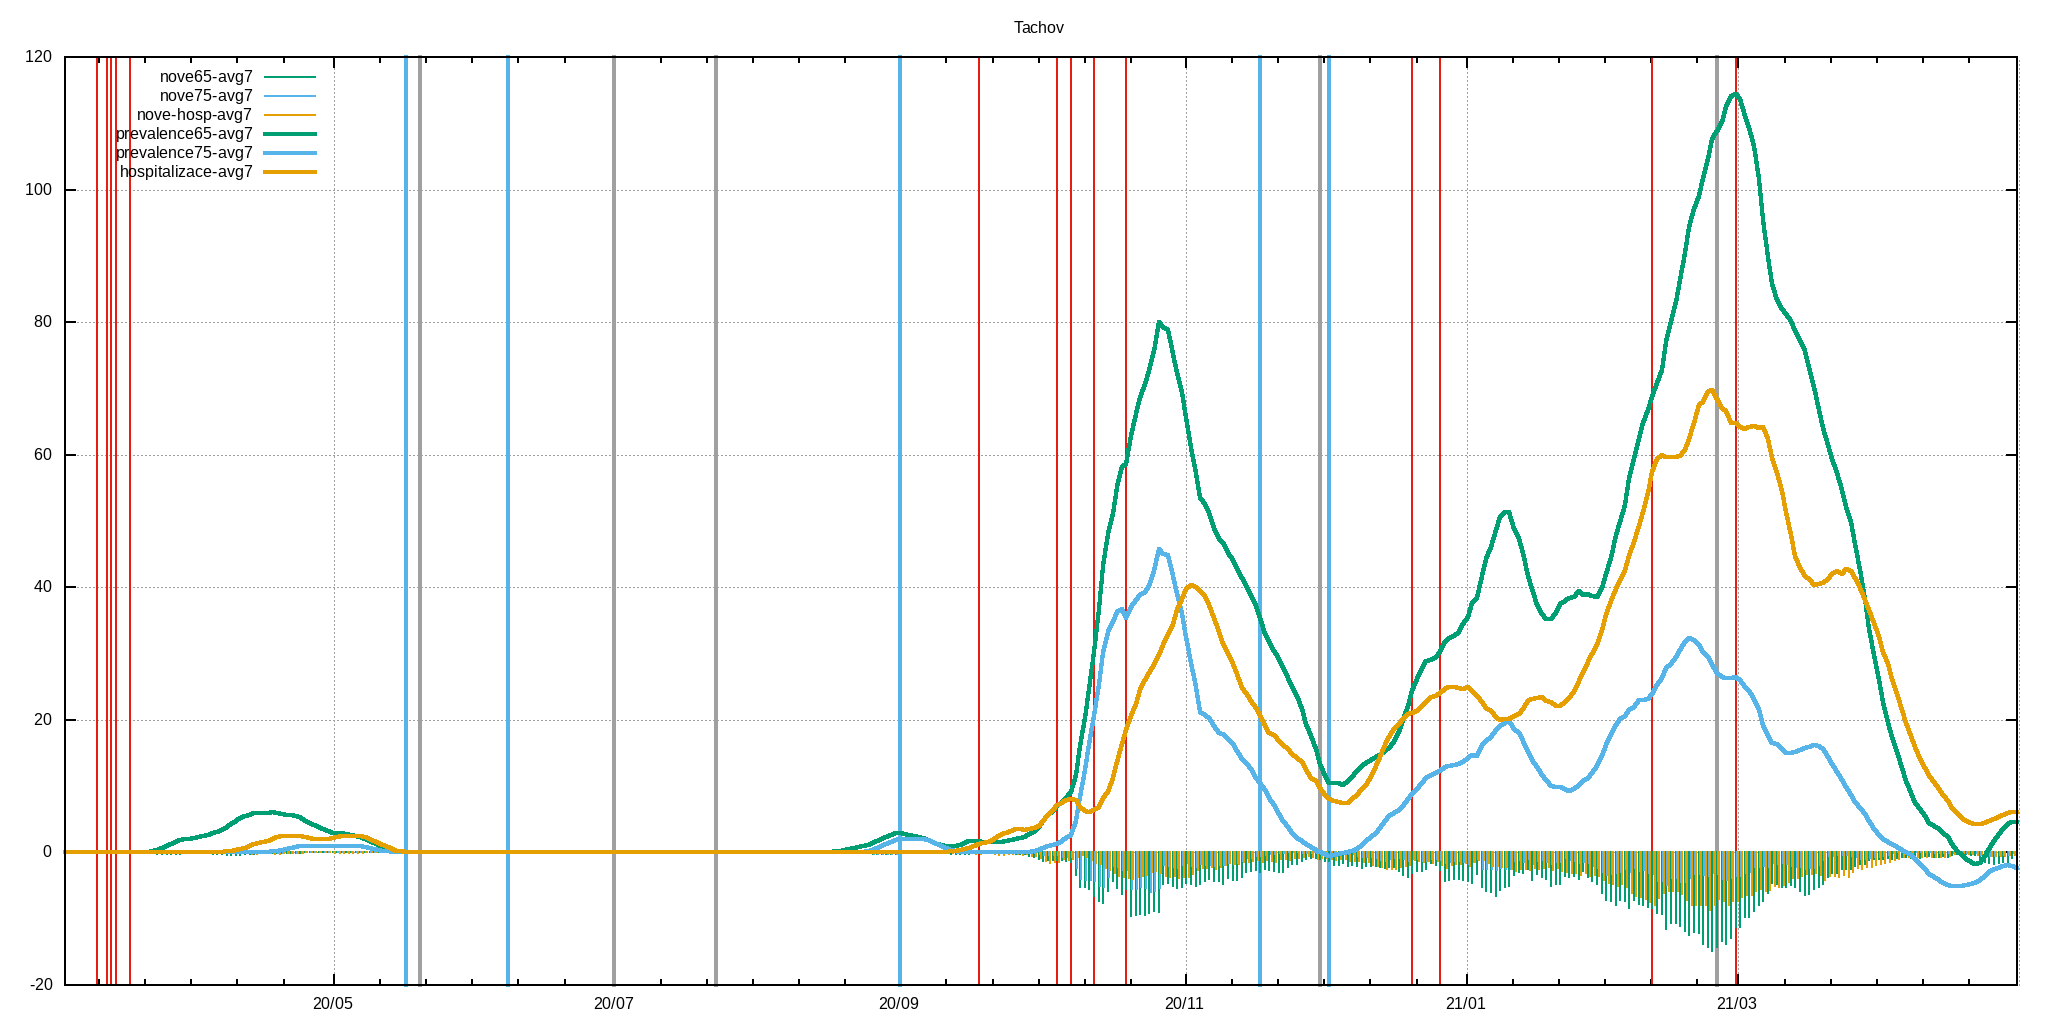 Tachov
120
100
80
60
40
20
0
-20
nove65-avg7
nove75-avg7
nove-hosp-avg7
prevalence65-avg7
prevalence75-avg7
hospitalizace-avg7
20/05 20/07 20/09 20/11 21/01 21/03